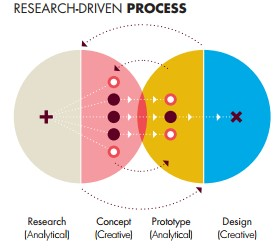 RESEARCH-DRIVEN PROCESS
Research Concept Prototype Design
(Analytical) (Creative) (Analytical) (Creative)